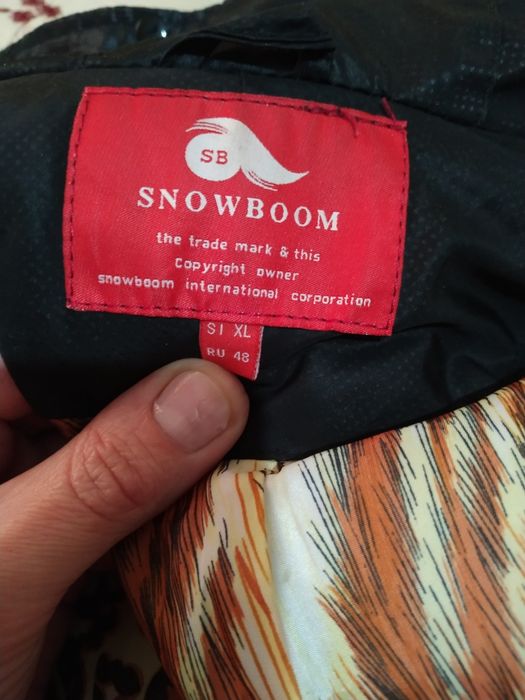 SB
SNOWBOOM
the trade mark & this
Copyright owner
snowboom international corporation
SI XL
RU 48